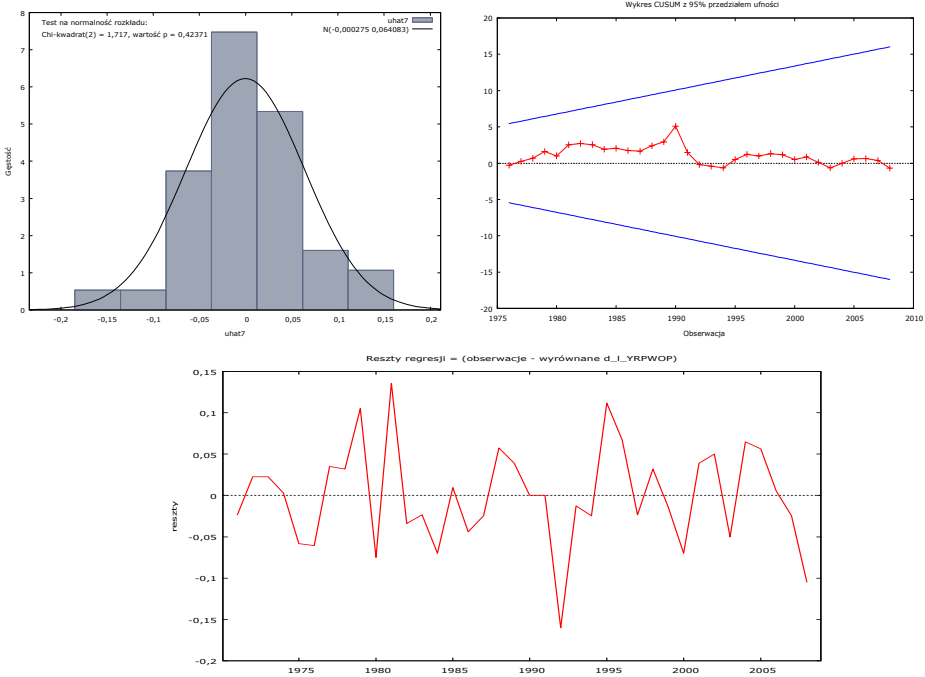 Test na normalność rozkładu:
Chi-kwadrat(2) = 1,717, wartość p = 0,42371
uhat7
N(-0,000275 0,064083)
8
7
6
5
4
3
2
1
0
Gęstość
-0,2 -0,15 -0,1 -0,05 0 0,05 0,1 0,15 0,2
uhat7
Wykres CUSUM z 95% przedziałem ufności
20
15
10
5
0
-5
-10
-15
-20
1975 1980 1985 1990 1995 2000 2005 2010
Obserwacja
Reszty regresji = (obserwacje - wyrównane d_l_YRPWOP)
0,15
0,1
0,05
0
-0,05
-0,1
-0,15
-0,2
reszty
1975 1980 1985 1990 1995 2000 2005